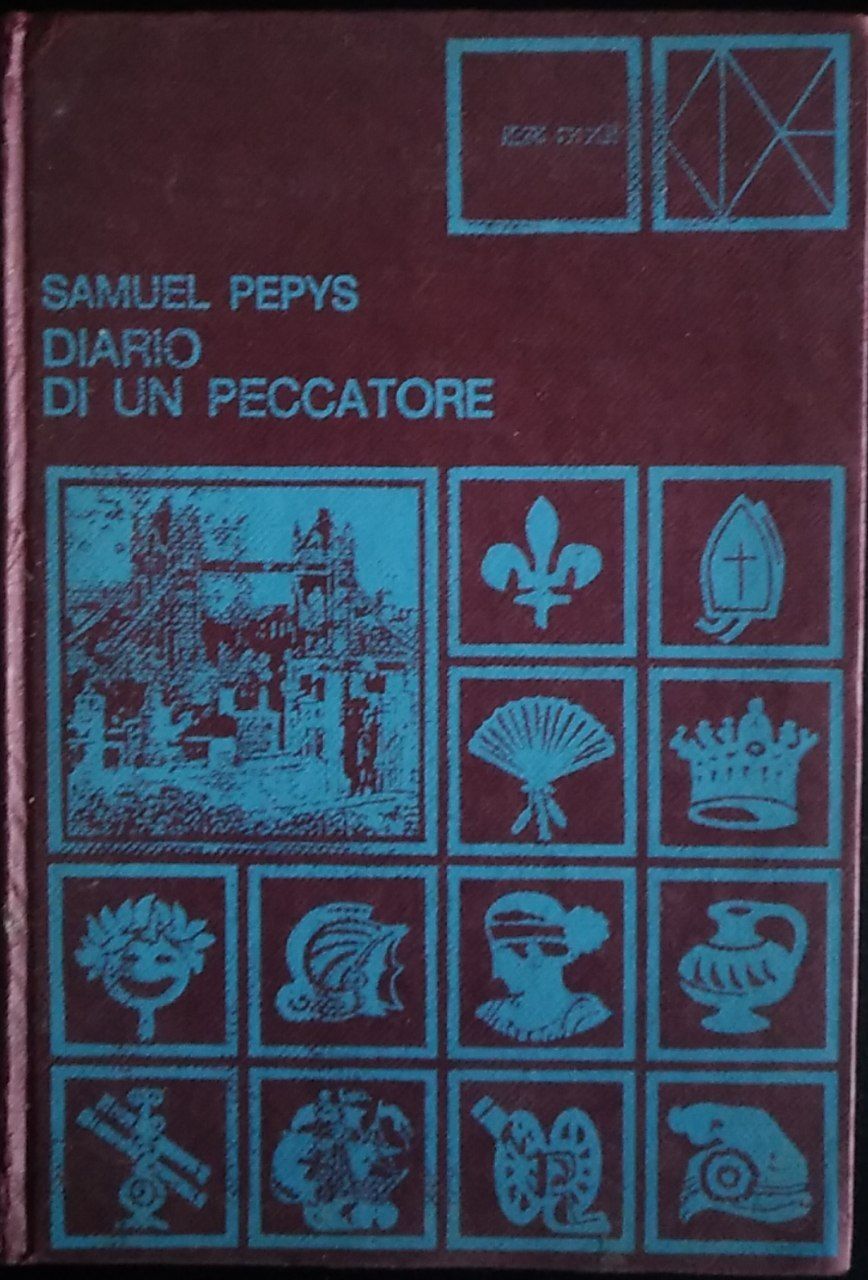 SAMUEL PEPYS
DIARIO
DI UN PECCATORE